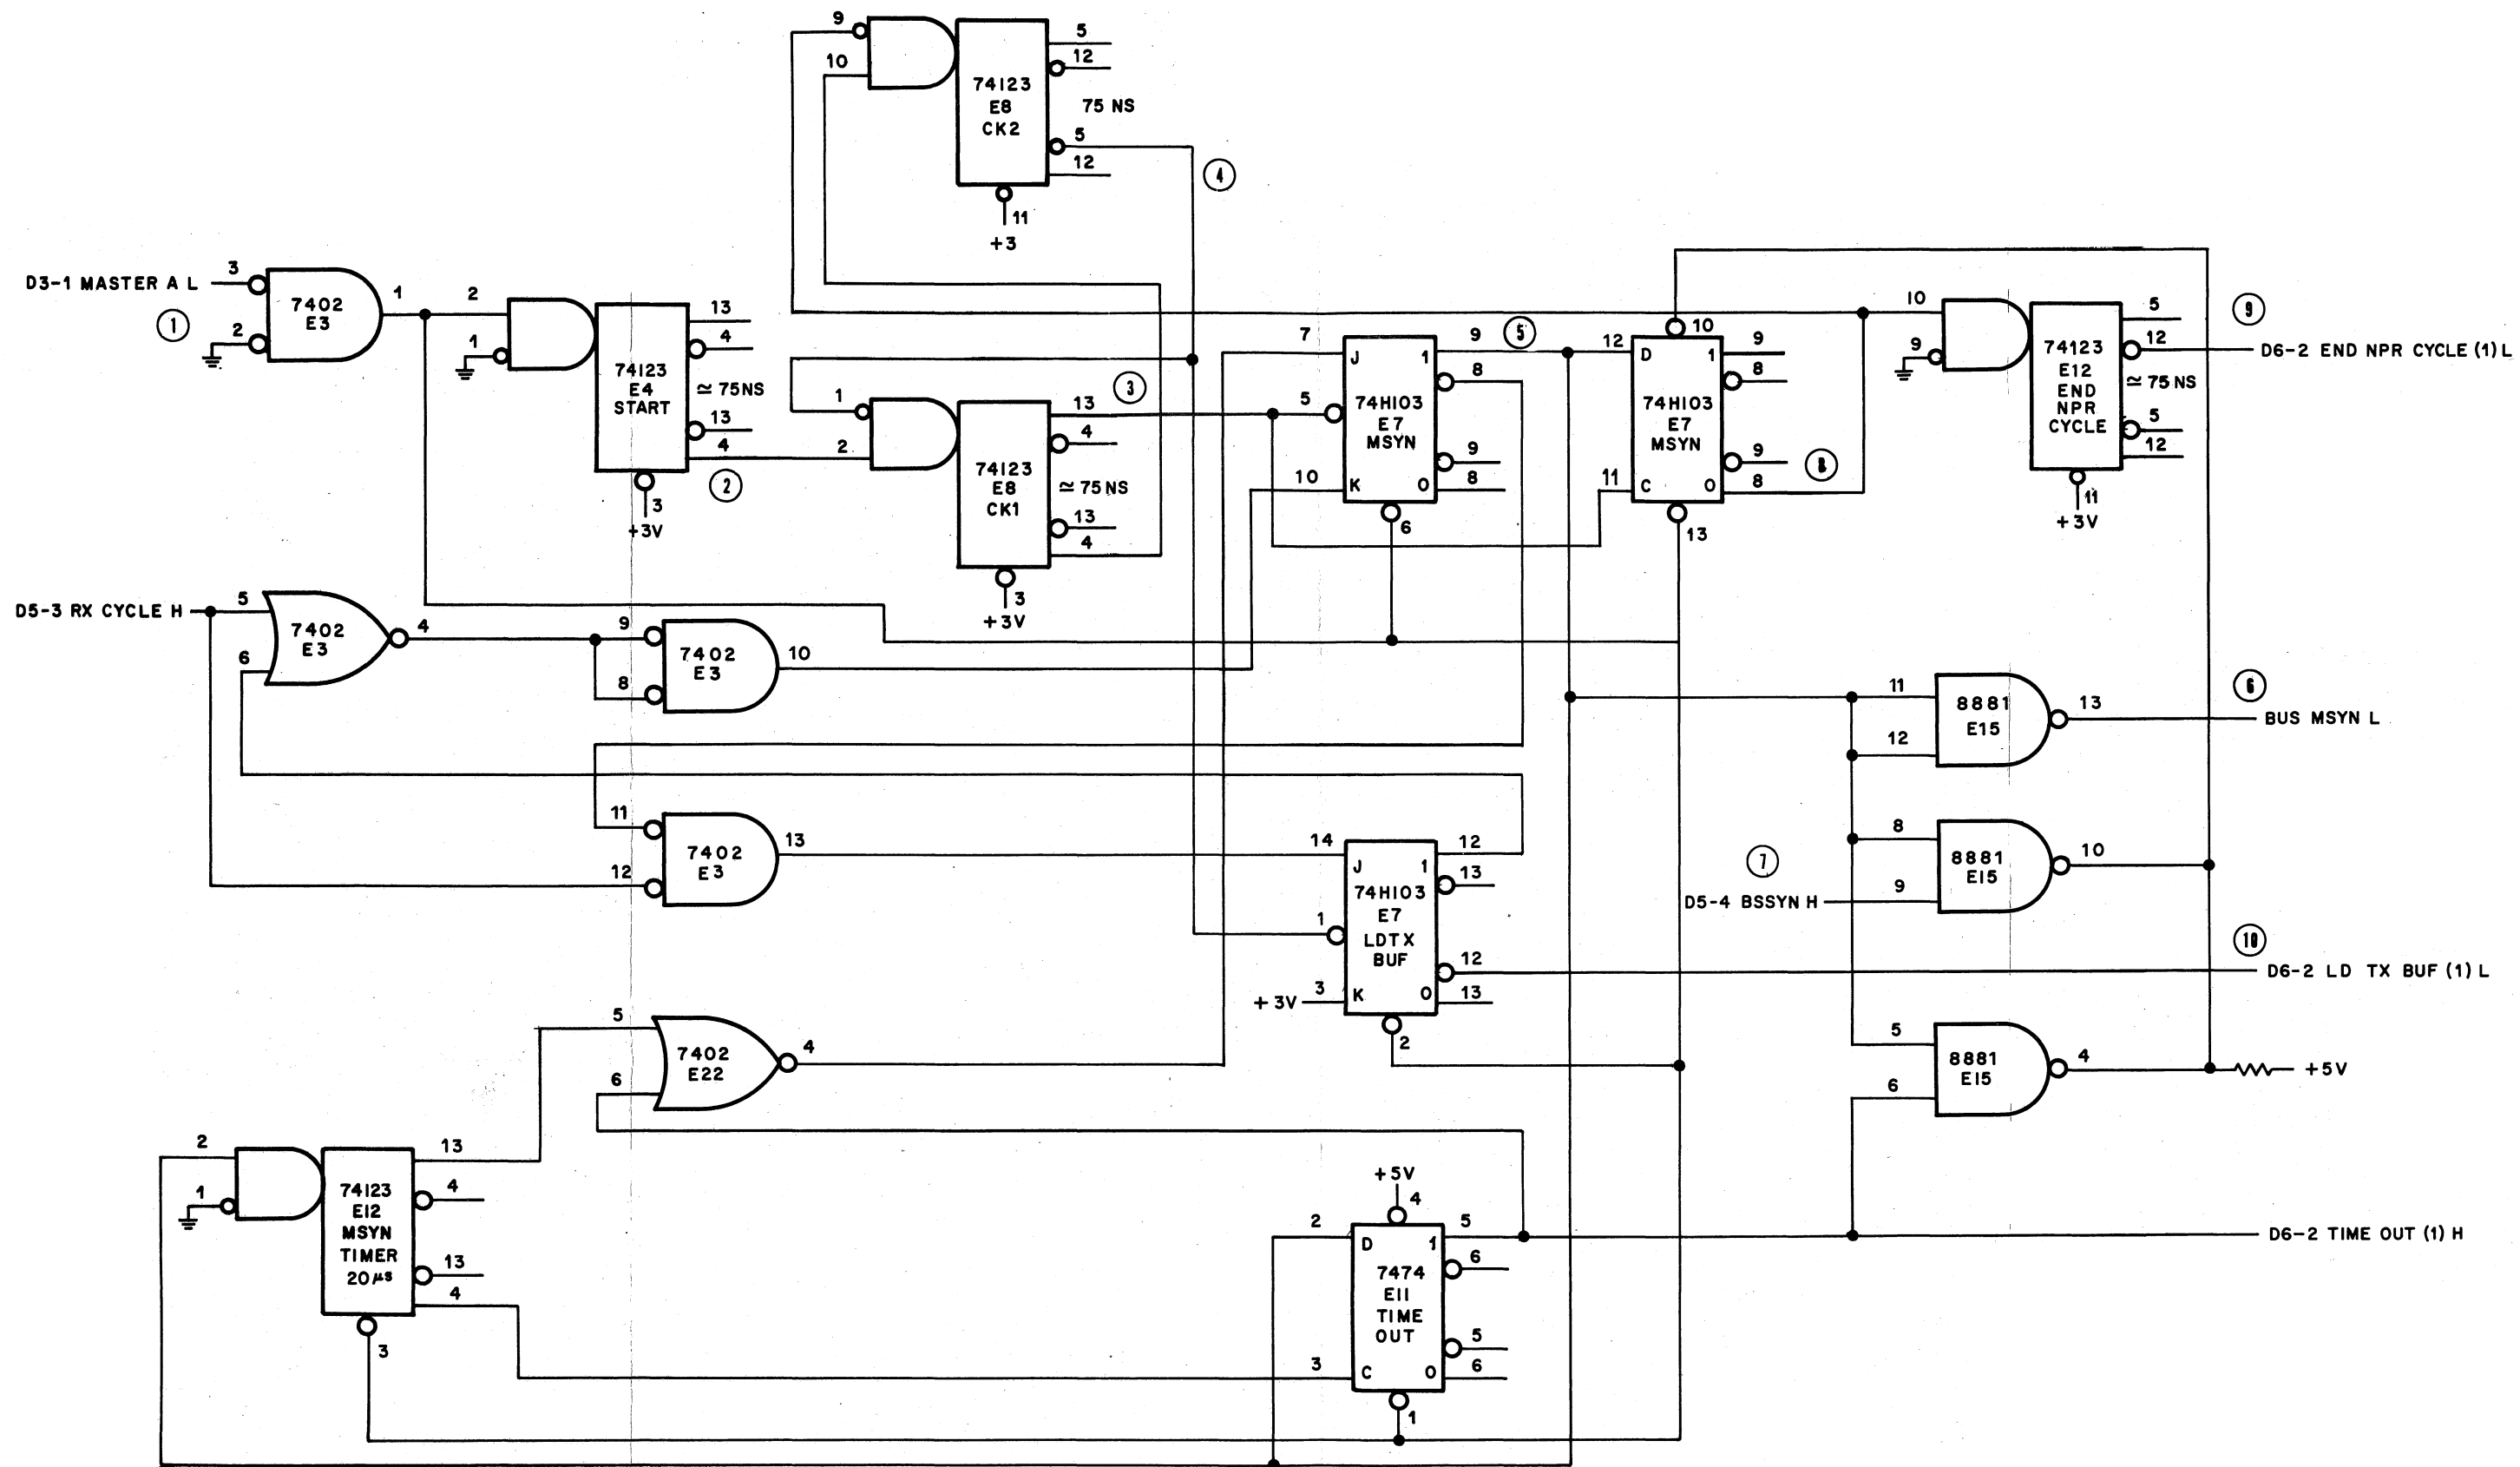 9
10
74123
E8
CK2
5
12
75 NS
5
12
11
+3
4
D3-1 MASTER A L
3
2
1
7402
E3
1
2
1
74123
E4
START
13
4
≃ 75NS
13
4
3
+3V
2
1
2
74123
E8
CK1
13
4
≃ 75NS
13
4
3
+3V
3
7
J
1
9
5
74H103
E7
MSYN
8
9
10
K
0
8
6
5
12
D
1
9
10
8
74H103
E7
MSYN
9
11
C
0
8
13
8
10
9
74123
E12
END
NPR
CYCLE
5
12
≃ 75 NS
5
12
11
+3V
9
D6-2 END NPR CYCLE (1) L
D5-3 RX CYCLE H
5
6
7402
E3
4
9
8
7402
E3
10
11
12
7402
E3
13
11
12
8881
E15
13
6
BUS MSYN L
7
D5-4 BSSYN H
8
9
8881
E15
10
14
J
1
12
13
74H103
E7
LDTX
BUF
1
12
+3V
3
K
0
13
2
10
D6-2 LD TX BUF (1) L
5
6
8881
E15
4
+5V
5
6
7402
E22
4
2
1
74123
E12
MSYN
TIMER
20 µs
13
4
13
4
3
+5V
4
2
D
1
5
6
7474
E11
TIME
OUT
5
3
C
0
6
1
D6-2 TIME OUT (1) H